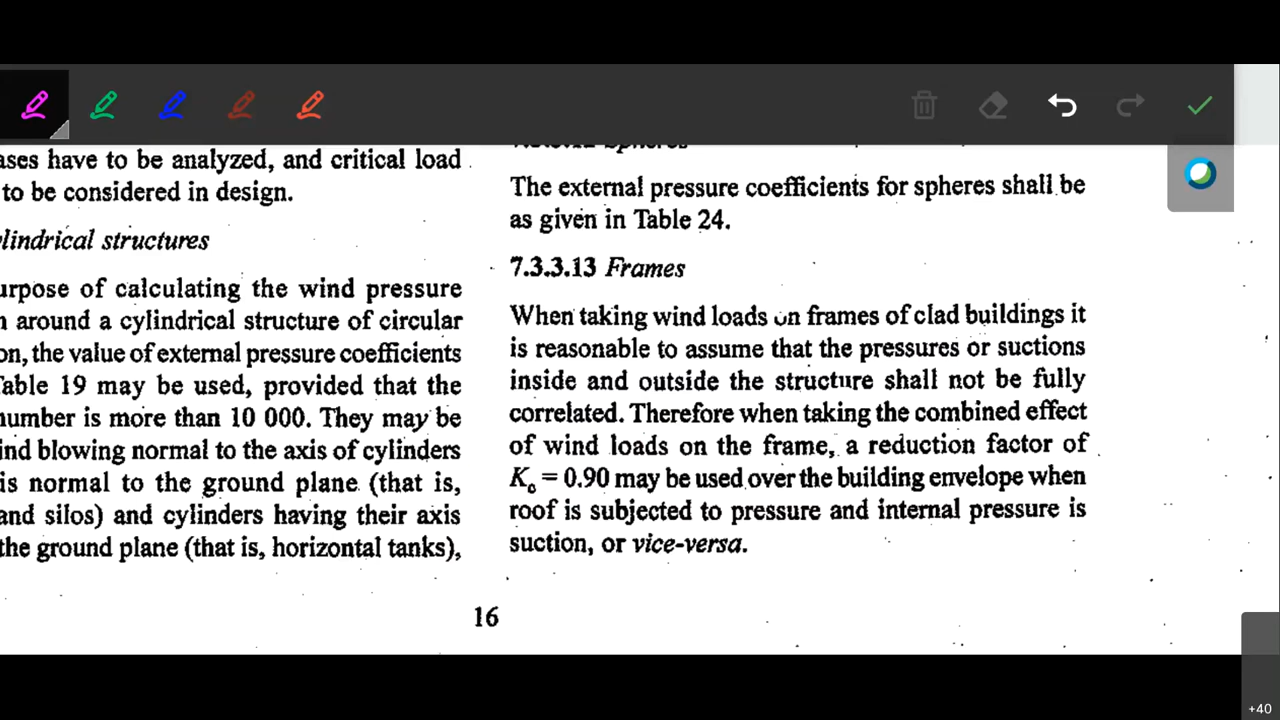 ases have to be analyzed, and critical load
to be considered in design.
ylindrical structures
urpose of calculating the wind pressure
n around a cylindrical structure of circular
on, the value of external pressure coefficients
Table 19 may be used, provided that the
number is more than 10 000. They may be
ind blowing normal to the axis of cylinders
is normal to the ground plane (that is,
and silos) and cylinders having their axis
the ground plane (that is, horizontal tanks),
Spheres
The external pressure coefficients for spheres shall be
as given in Table 24.
7.3.3.13 Frames
When taking wind loads on frames of clad buildings it
is reasonable to assume that the pressures or suctions
inside and outside the structure shall not be fully
correlated. Therefore when taking the combined effect
of wind loads on the frame, a reduction factor of
Kc = 0.90 may be used over the building envelope when
roof is subjected to pressure and internal pressure is
suction, or vice-versa.
16
+40